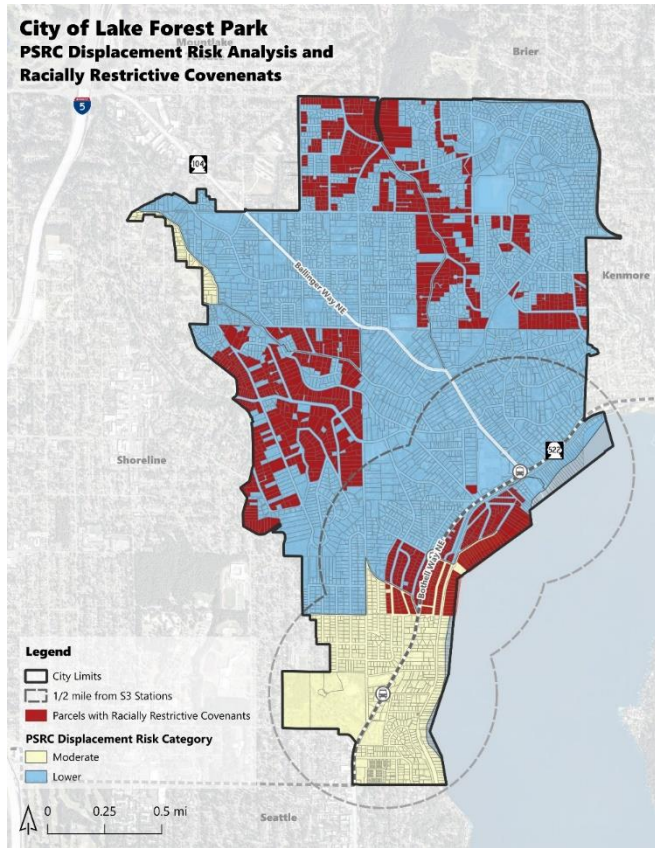 City of Lake Forest Park
PSRC Displacement Risk Analysis and
Racially Restrictive Covenenats
Mountlake
Brier
5
104
Ballinger Way NE
Kenmore
Shoreline
522
Bothell Way NE
Legend
City Limits
1/2 mile from S3 Stations
Parcels with Racially Restrictive Covenants
PSRC Displacement Risk Category
Moderate
Lower
0 0.25 0.5 mi
Seattle